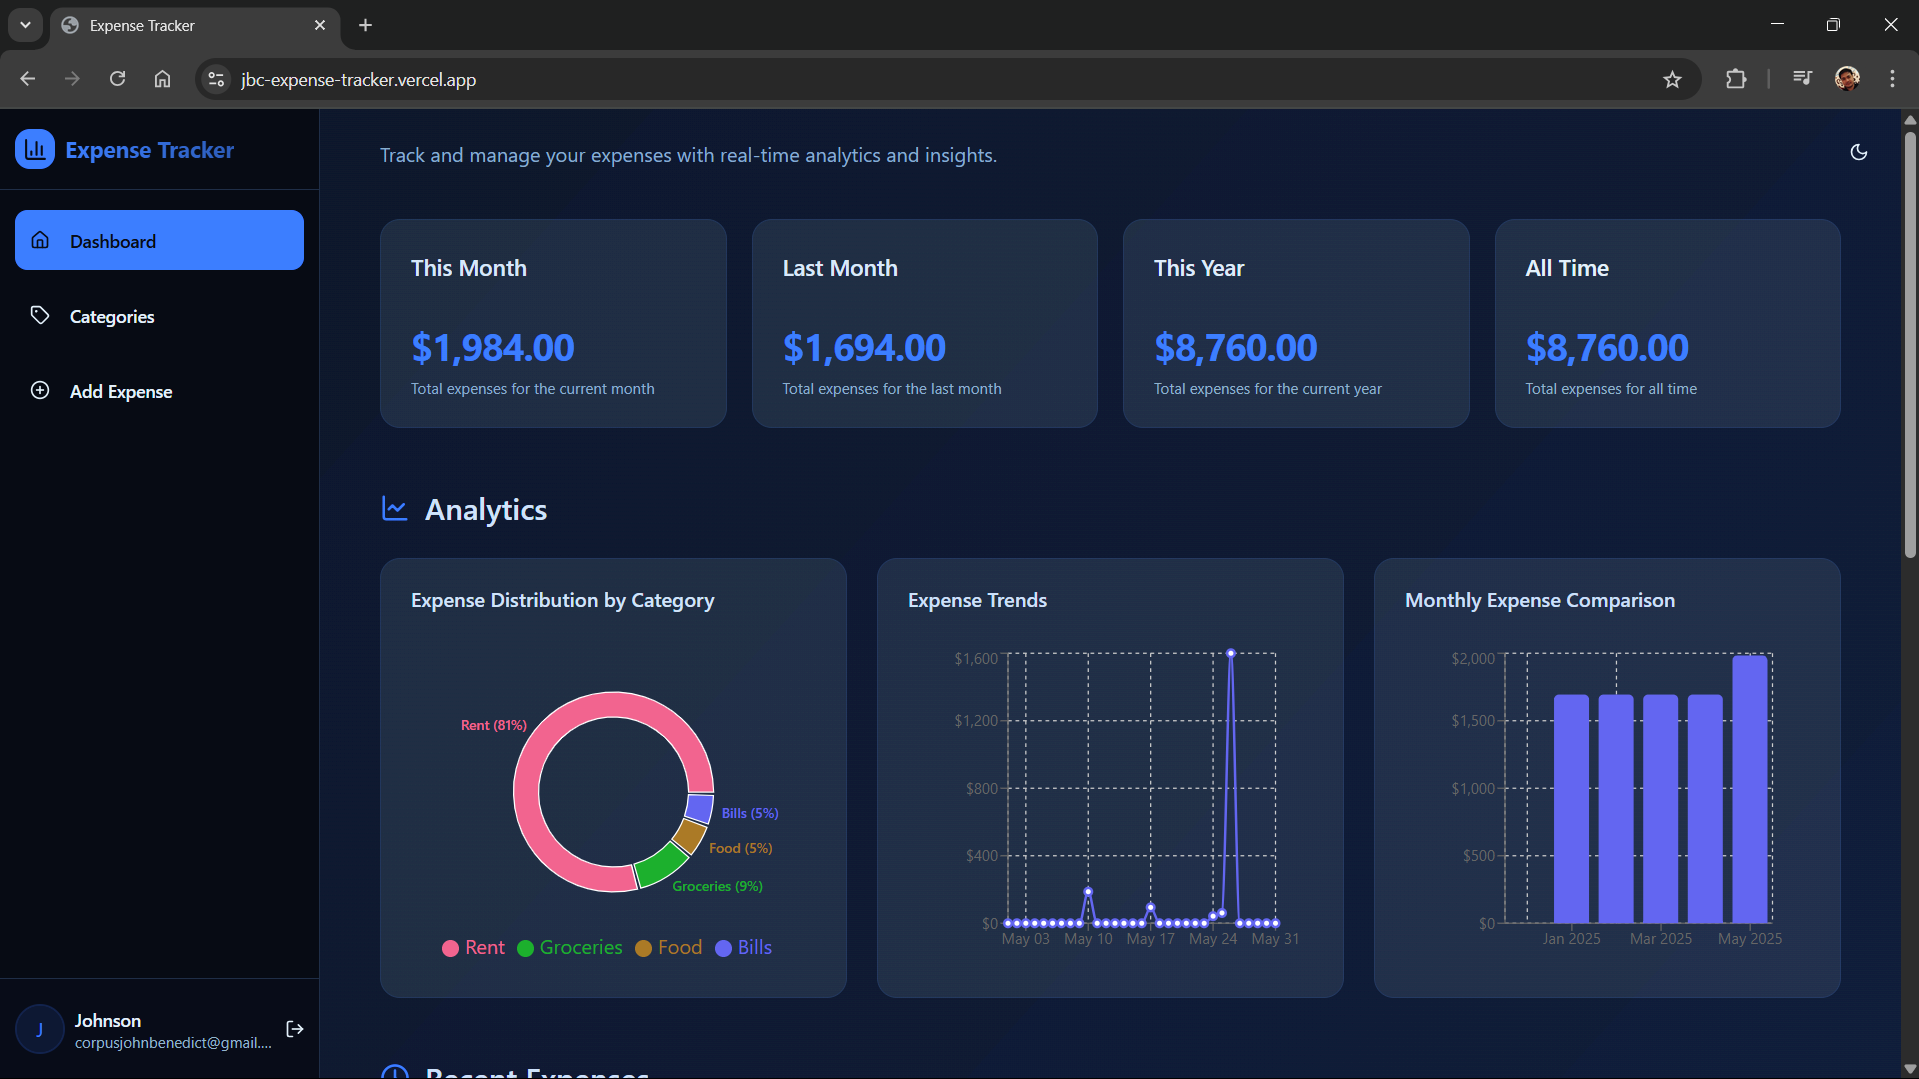 Expense Tracker
jbc-expense-tracker.vercel.app
Expense Tracker
Dashboard
Categories
Add Expense
Johnson
J
corpusjohnbenedict@gmail....
Track and manage your expenses with real-time analytics and insights.
This Month
$1,984.00
Total expenses for the current month
Last Month
$1,694.00
Total expenses for the last month
This Year
$8,760.00
Total expenses for the current year
All Time
$8,760.00
Total expenses for all time
Analytics
Expense Distribution by Category
Rent (81%)
Bills (5%)
Food (5%)
Groceries (9%)
Rent Groceries Food Bills
Expense Trends
$1,600
$1,200
$800
$400
$0
May 03 May 10 May 17 May 24 May 31
Monthly Expense Comparison
$2,000
$1,500
$1,000
$500
$0
Jan 2025 Mar 2025 May 2025
Recent Expenses